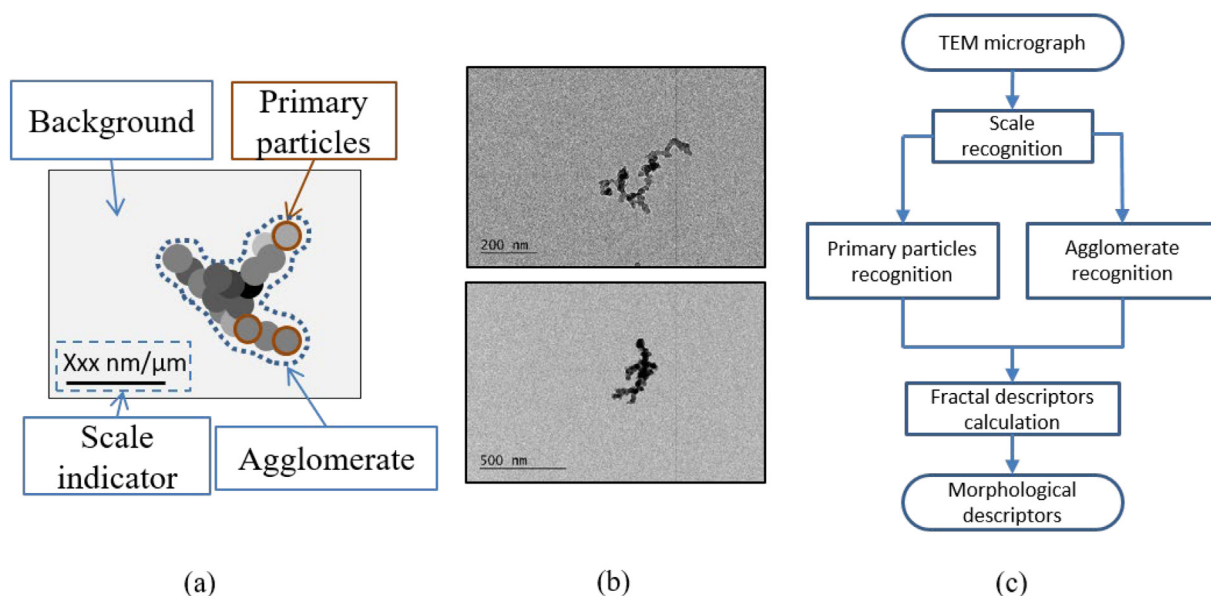 Background
Primary
particles
Xxx nm/µm
Scale
indicator
Agglomerate
(a)
200 nm
500 nm
(b)
TEM micrograph
Scale
recognition
Primary particles
recognition
Agglomerate
recognition
Fractal descriptors
calculation
Morphological
descriptors
(c)